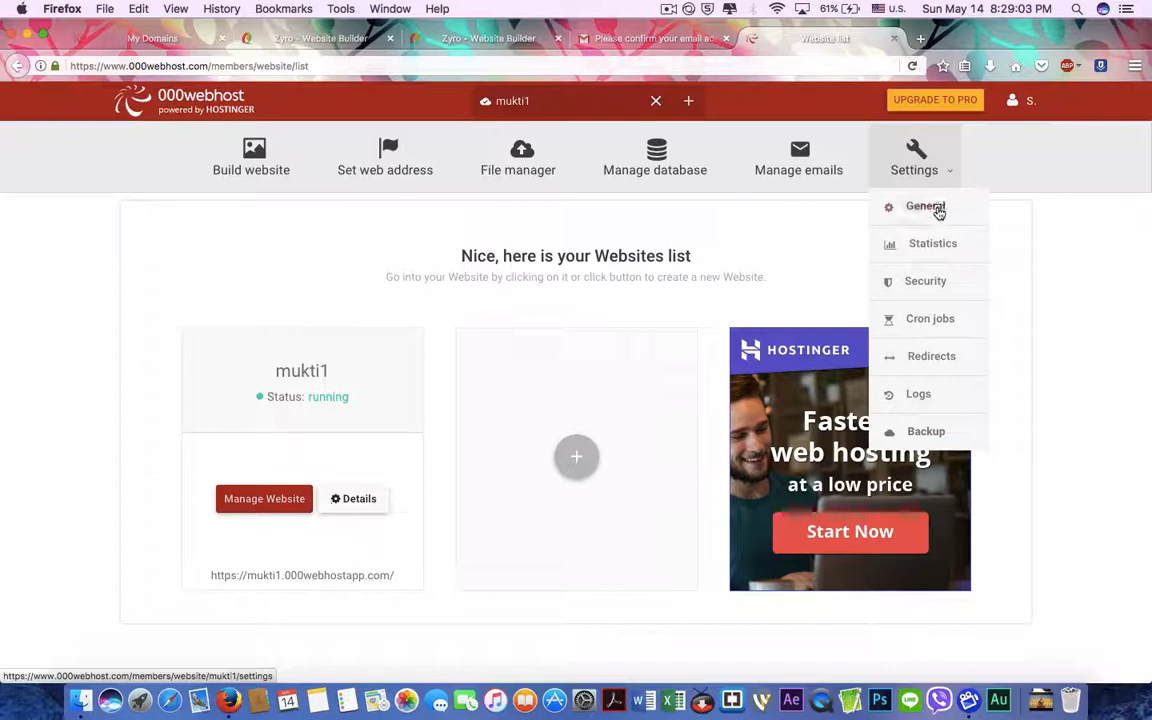 Firefox File Edit View History Bookmarks Tools Window Help 61% U.S. Sun May 14 8:29:03 PM
My Domains Zyro - Website Builder Zyro - Website Builder Please confirm your email ad Website list
https://www.000webhost.com/members/website/list
000webhost
powered by HOSTINGER
mukti1
UPGRADE TO PRO
S.
Build website Set web address File manager Manage database Manage emails Settings
General
Statistics
Security
Cron jobs
Redirects
Logs
Backup
Nice, here is your Websites list
Go into your Website by clicking on it or click button to create a new Website.
mukti1
Status: running
Manage Website Details
https://mukti1.000webhostapp.com/
HOSTINGER
Faste
web hosting
at a low price
Start Now
https://www.000webhost.com/members/website/mukti1/settings